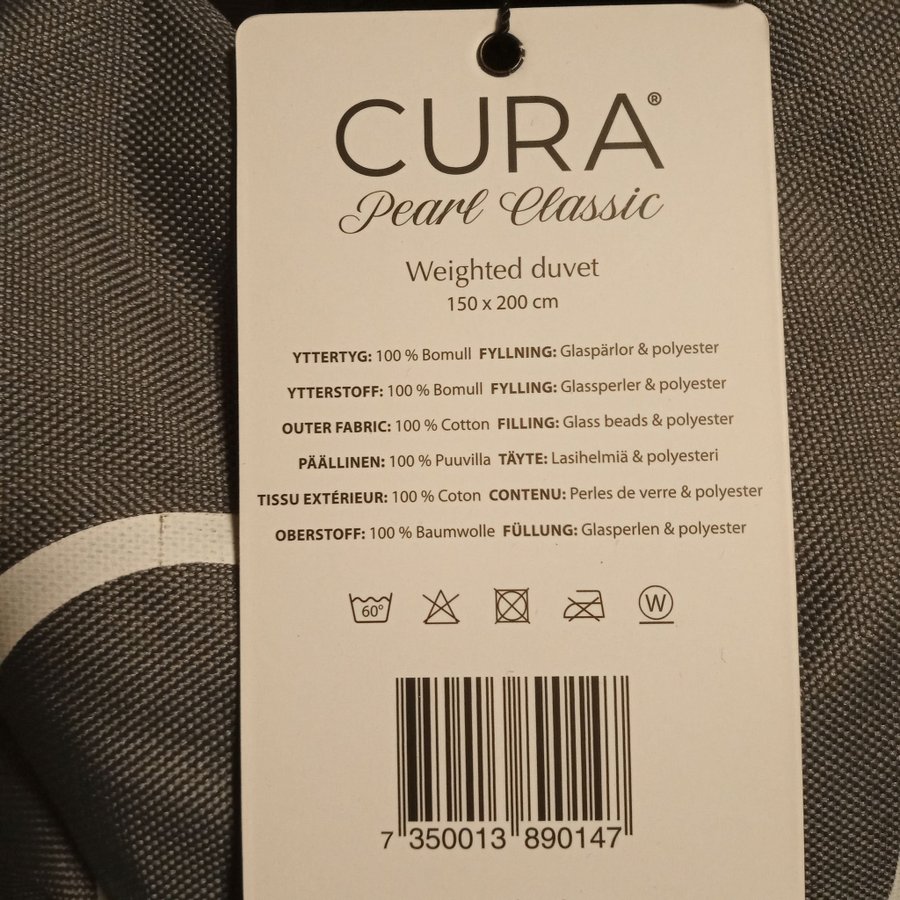 CURA®
Pearl Classic
Weighted duvet
150 x 200 cm
YTTERTYG: 100 % Bomull FYLLNING: Glaspärlor & polyester
YTTERSTOFF: 100 % Bomull FYLLING: Glassperler & polyester
OUTER FABRIC: 100 % Cotton FILLING: Glass beads & polyester
PÄÄLLINEN: 100 % Puuvilla TÄYTE: Lasihelmiä & polyesteri
TISSU EXTÉRIEUR: 100 % Coton CONTENU: Perles de verre & polyester
OBERSTOFF: 100 % Baumwolle FÜLLUNG: Glasperlen & polyester
60° W
7 350013 890147